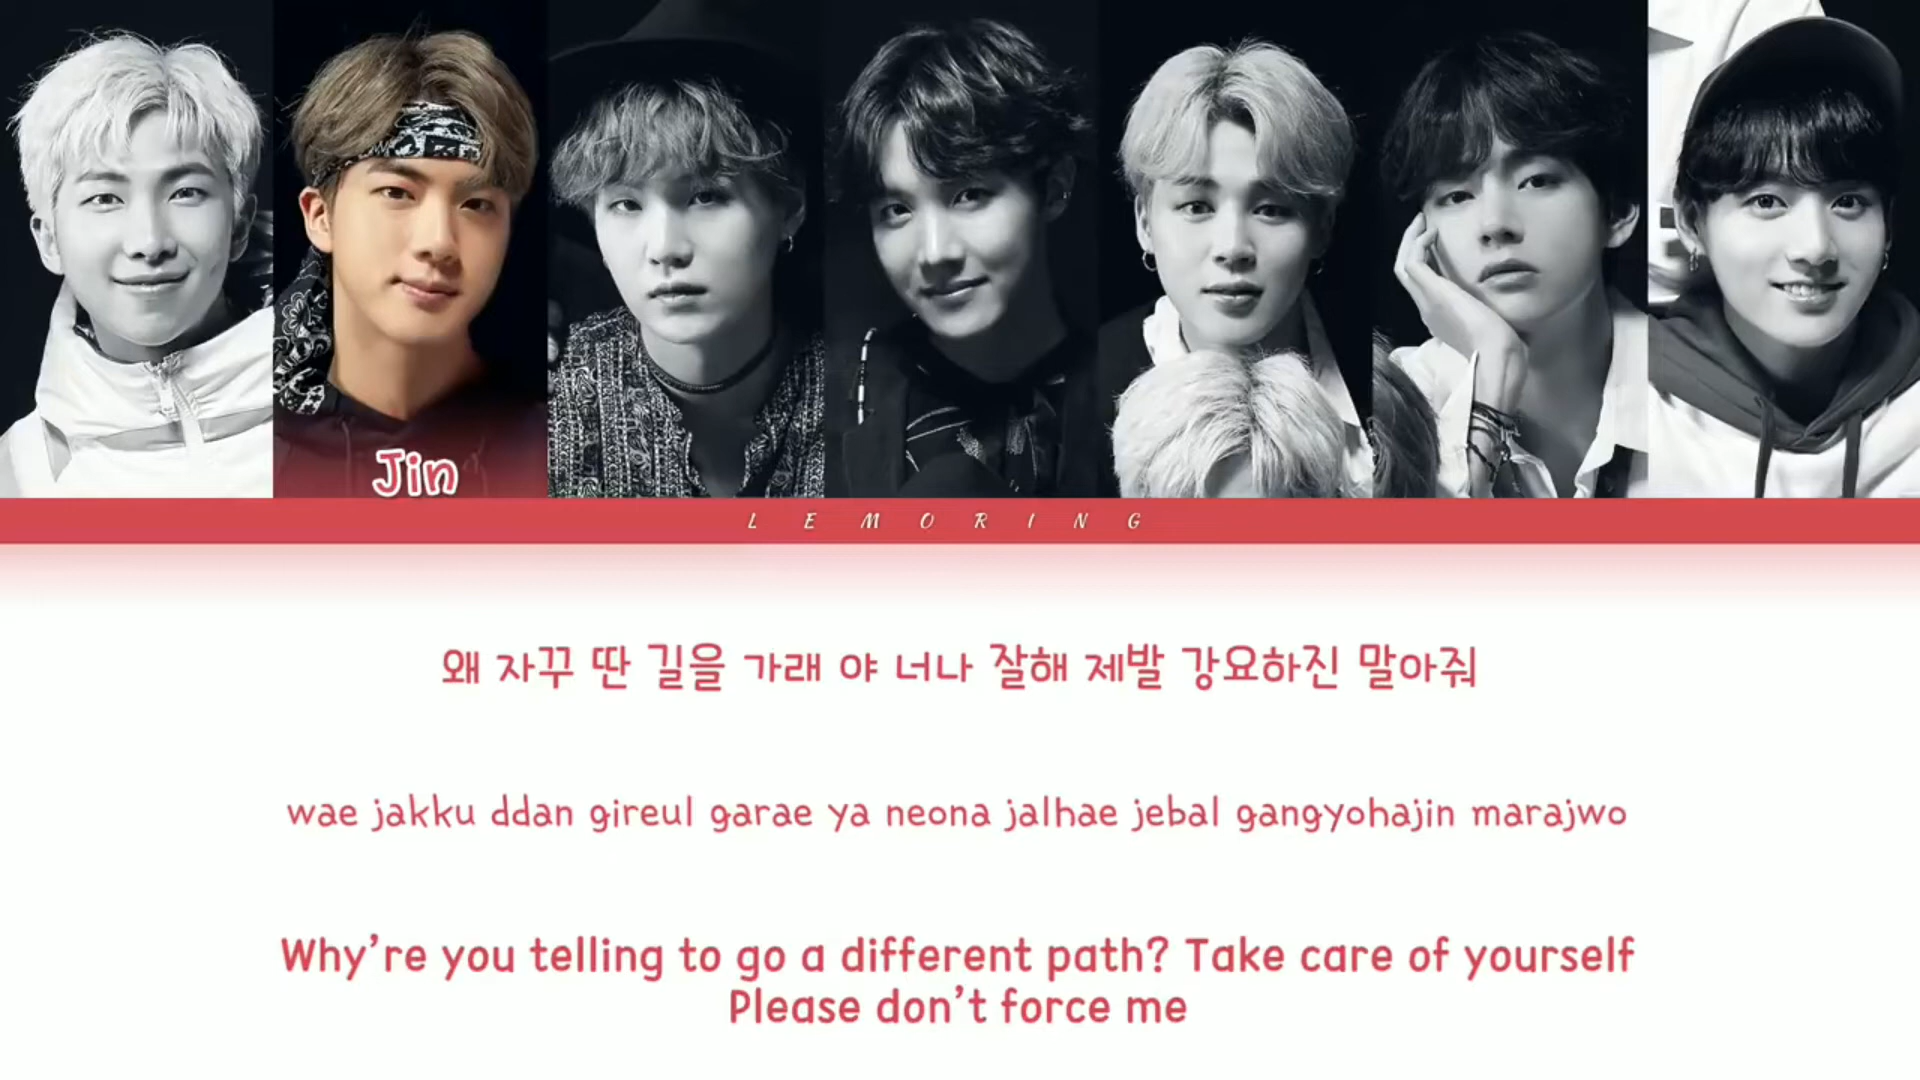 Jin
LEMORING
왜 자꾸 딴 길을 가래 야 너나 잘해 제발 강요하진 말아줘
wae jakku ddan gireul garae ya neona jalhae jebal gangyohajin marajwo
Why're you telling to go a different path? Take care of yourself
Please don't force me